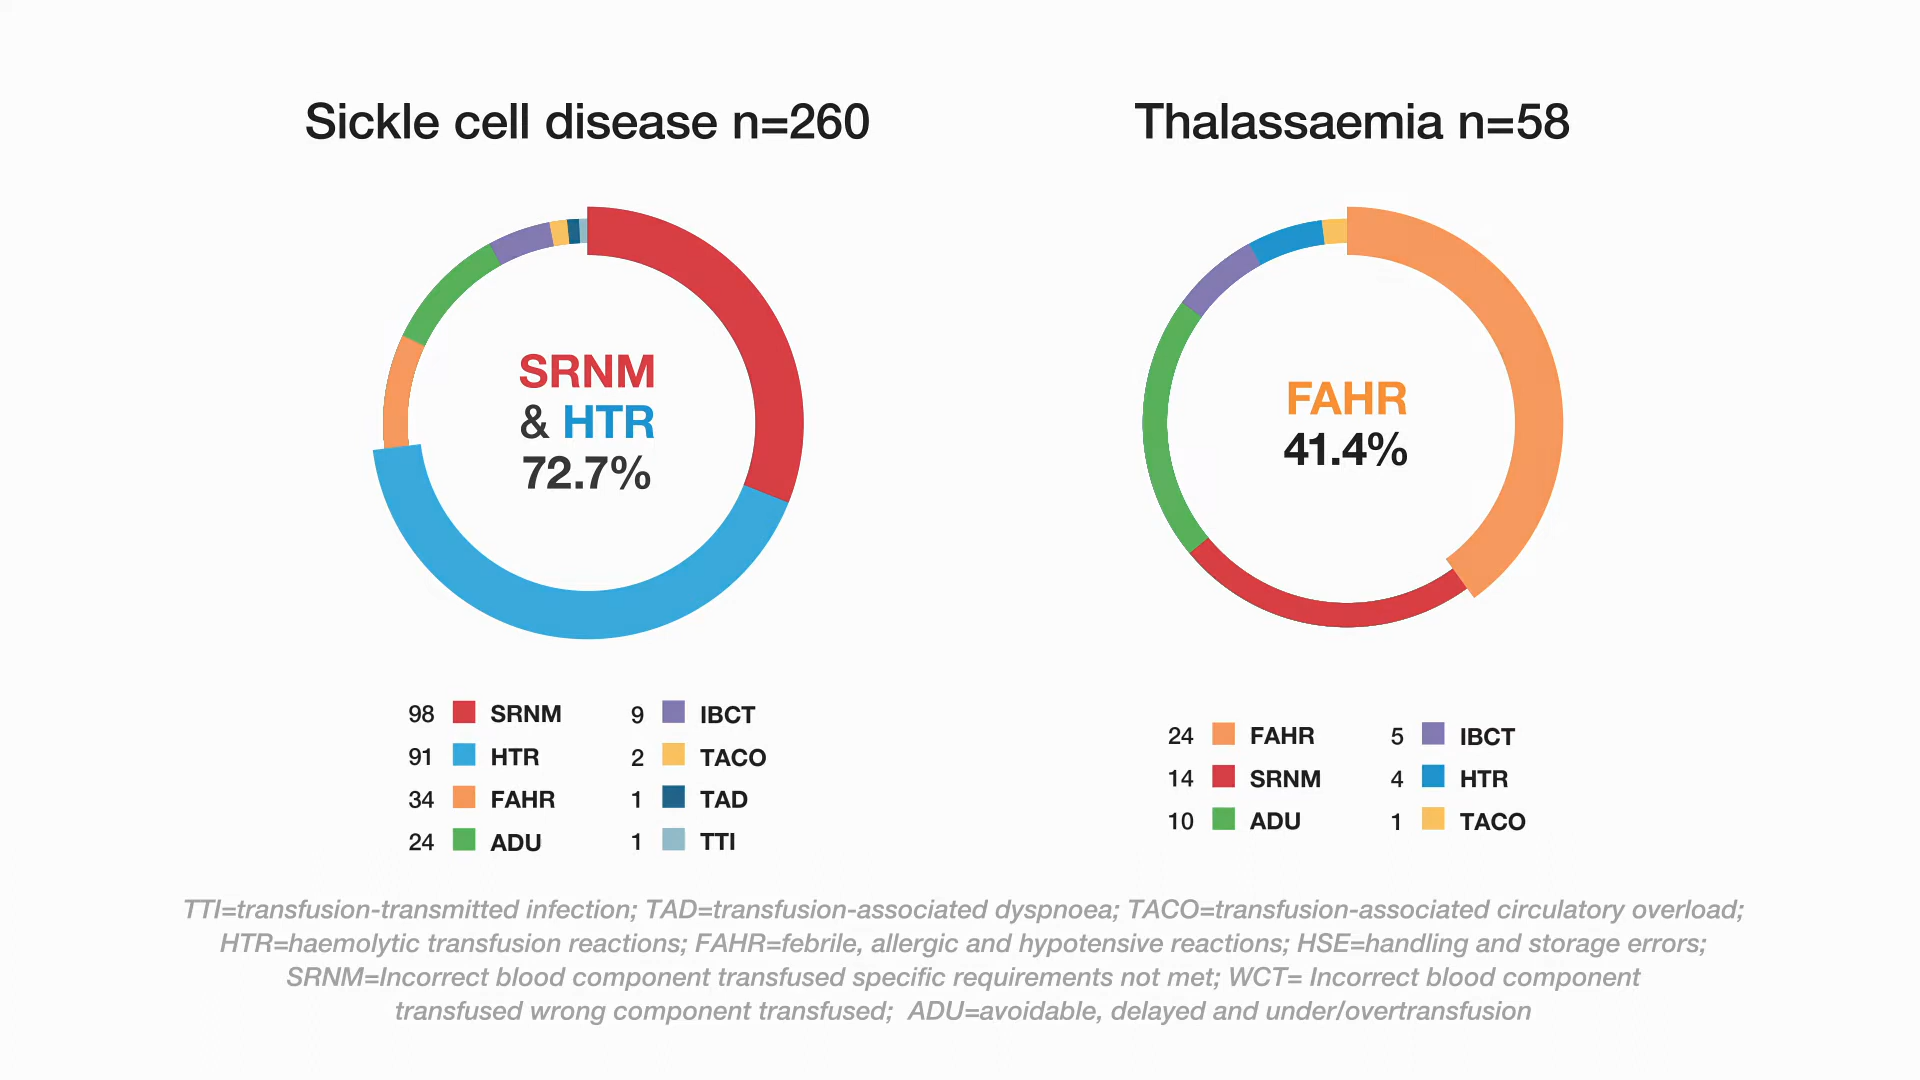 Sickle cell disease n=260
SRNM
& HTR
72.7%
98 SRNM
91 HTR
34 FAHR
24 ADU
9 IBCT
2 TACO
1 TAD
1 TTI
Thalassaemia n=58
FAHR
41.4%
24 FAHR
14 SRNM
10 ADU
5 IBCT
4 HTR
1 TACO
TTI=transfusion-transmitted infection; TAD=transfusion-associated dyspnoea; TACO=transfusion-associated circulatory overload;
HTR=haemolytic transfusion reactions; FAHR=febrile, allergic and hypotensive reactions; HSE=handling and storage errors;
SRNM=Incorrect blood component transfused specific requirements not met; WCT= Incorrect blood component
transfused wrong component transfused; ADU=avoidable, delayed and under/overtransfusion